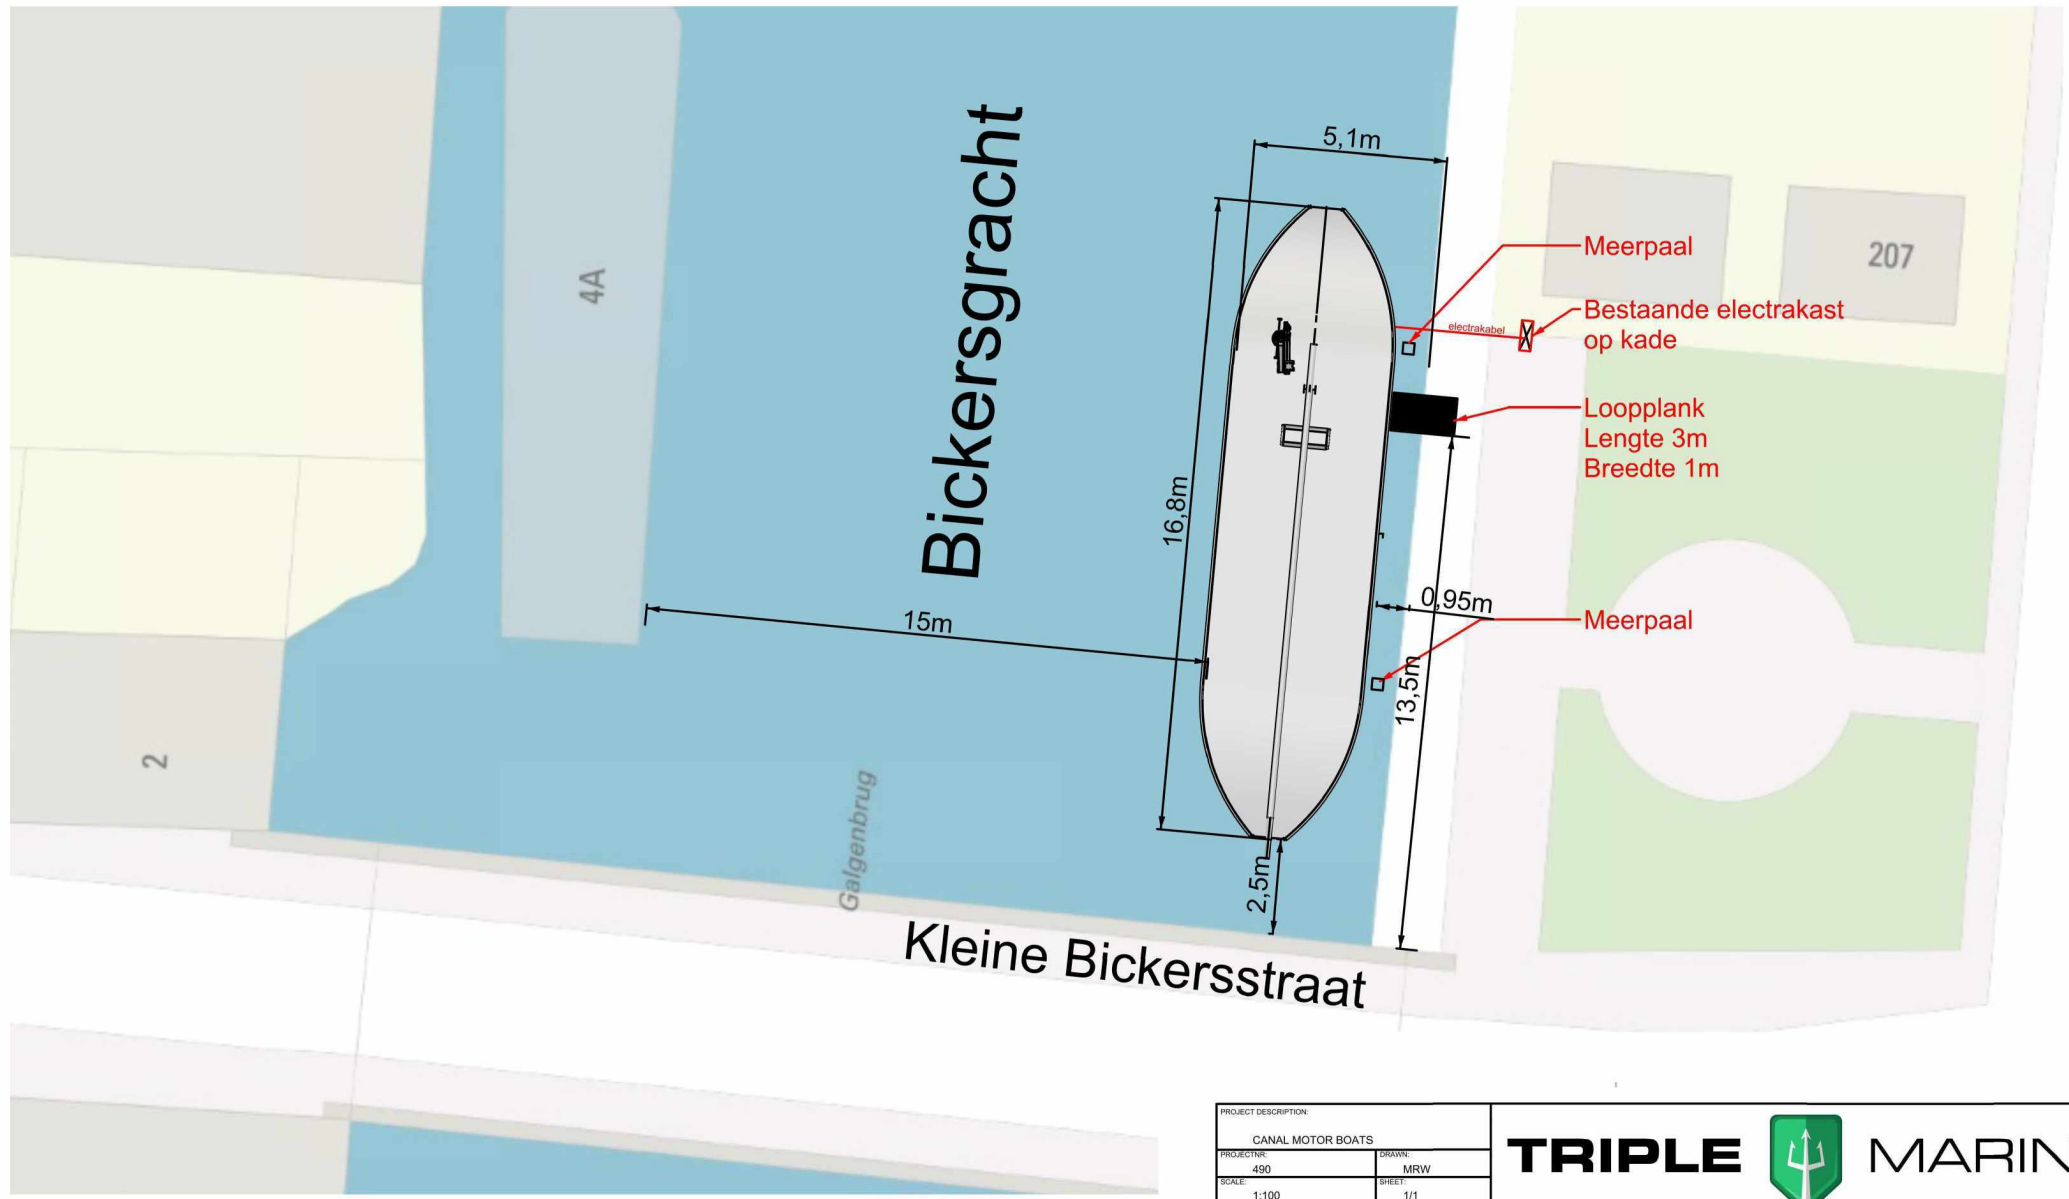 5,1m
Bickersgracht
4A
207
Meerpaal
electrakabel
Bestaande electrakast
op kade
Loopplank
Lengte 3m
Breedte 1m
16,8m
15m
0,95m
Meerpaal
13,5m
2
Galgenbrug
2,5m
Kleine Bickersstraat
PROJECT DESCRIPTION:
CANAL MOTOR BOATS
PROJECTNR:
490
DRAWN:
MRW
SCALE:
1:100
SHEET:
1/1
TRIPLE MARIN